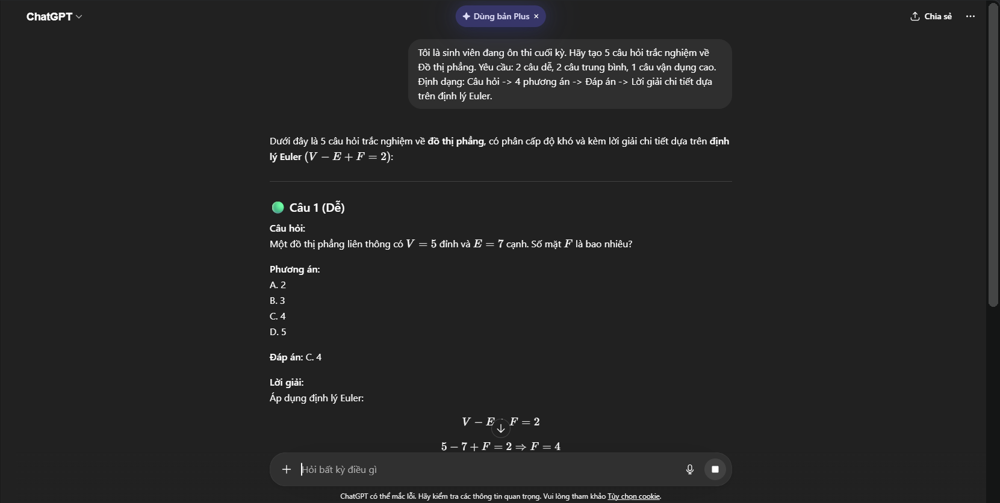 ChatGPT
Dùng bản Plus ×
Chia sẻ
Tôi là sinh viên đang ôn thi cuối kỳ. Hãy tạo 5 câu hỏi trắc nghiệm về
Đồ thị phẳng. Yêu cầu: 2 câu dễ, 2 câu trung bình, 1 câu vận dụng cao.
Định dạng: Câu hỏi -> 4 phương án -> Đáp án -> Lời giải chi tiết dựa
trên định lý Euler.
Dưới đây là 5 câu hỏi trắc nghiệm về đồ thị phẳng, có phân cấp độ khó và kèm lời giải chi tiết dựa trên định
lý Euler (V − E + F = 2):
Câu 1 (Dễ)
Câu hỏi:
Một đồ thị phẳng liên thông có V = 5 đỉnh và E = 7 cạnh. Số mặt F là bao nhiêu?
Phương án:
A. 2
B. 3
C. 4
D. 5
Đáp án: C. 4
Lời giải:
Áp dụng định lý Euler:
V − E F = 2
5 − 7 + F = 2 ⇒ F = 4
Hỏi bất kỳ điều gì
ChatGPT có thể mắc lỗi. Hãy kiểm tra các thông tin quan trọng. Vui lòng tham khảo Tùy chọn cookie.